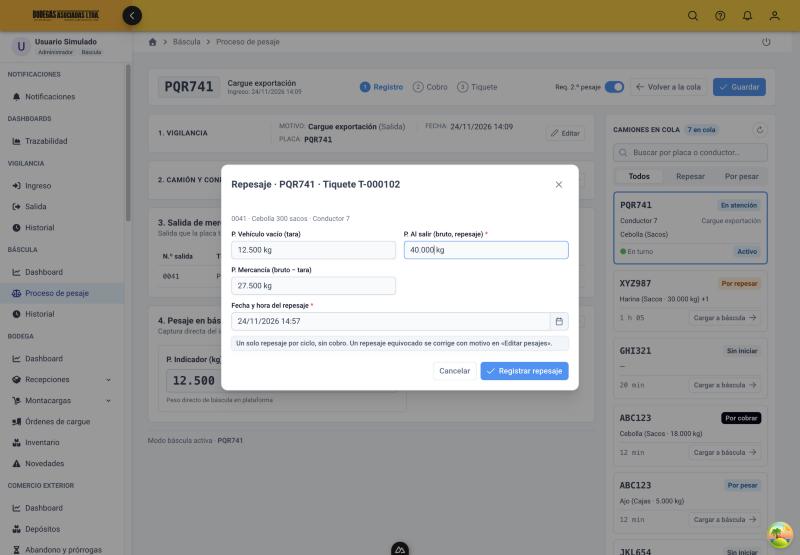 BODEGAS ASOCIADAS LTDA.
U Usuario Simulado
Administrador Báscula
NOTIFICACIONES
Notificaciones
DASHBOARDS
Trazabilidad
VIGILANCIA
Ingreso
Salida
Historial
BÁSCULA
Dashboard
Proceso de pesaje
Historial
BODEGA
Dashboard
Recepciones
Montacargas
Órdenes de cargue
Inventario
Novedades
COMERCIO EXTERIOR
Dashboard
Depósitos
Abandono y prórrogas
Báscula Proceso de pesaje
PQR741 Cargue exportación
Ingreso: 24/11/2026 14:09
1 Registro 2 Cobro 3 Tiquete
Req. 2.º pesaje Volver a la cola Guardar
1. VIGILANCIA
MOTIVO: Cargue exportación (Salida) FECHA: 24/11/2026 14:09
PLACA: PQR741
Editar
2. CAMIÓN Y CON
3. Salida de mer
Salida que la placa t
N.º salida
0041
4. Pesaje en bás
Captura directa del i
P. Indicador (kg
12.500
Peso directo de báscula en plataforma
Modo báscula activa · PQR741
Repesaje · PQR741 · Tiquete T-000102
0041 · Cebolla 300 sacos · Conductor 7
P. Vehículo vacío (tara) P. Al salir (bruto, repesaje) *
12.500 kg 40.000 kg
P. Mercancía (bruto − tara)
27.500 kg
Fecha y hora del repesaje *
24/11/2026 14:57
Un solo repesaje por ciclo, sin cobro. Un repesaje equivocado se corrige con motivo en «Editar pesajes».
Cancelar Registrar repesaje
CAMIONES EN COLA 7 en cola
Buscar por placa o conductor...
Todos Repesar Por pesar
PQR741 En atención
Conductor 7 Cargue exportación
Cebolla (Sacos)
En turno Activo
XYZ987 Por repesar
Harina (Sacos · 30.000 kg) +1
1 h 05 Cargar a báscula
GHI321 Sin iniciar
—
20 min Cargar a báscula
ABC123 Por cobrar
Cebolla (Sacos · 18.000 kg)
12 min Cargar a báscula
ABC123 Por pesar
Ajo (Cajas · 5.000 kg)
12 min Cargar a báscula
JKL654 Sin iniciar